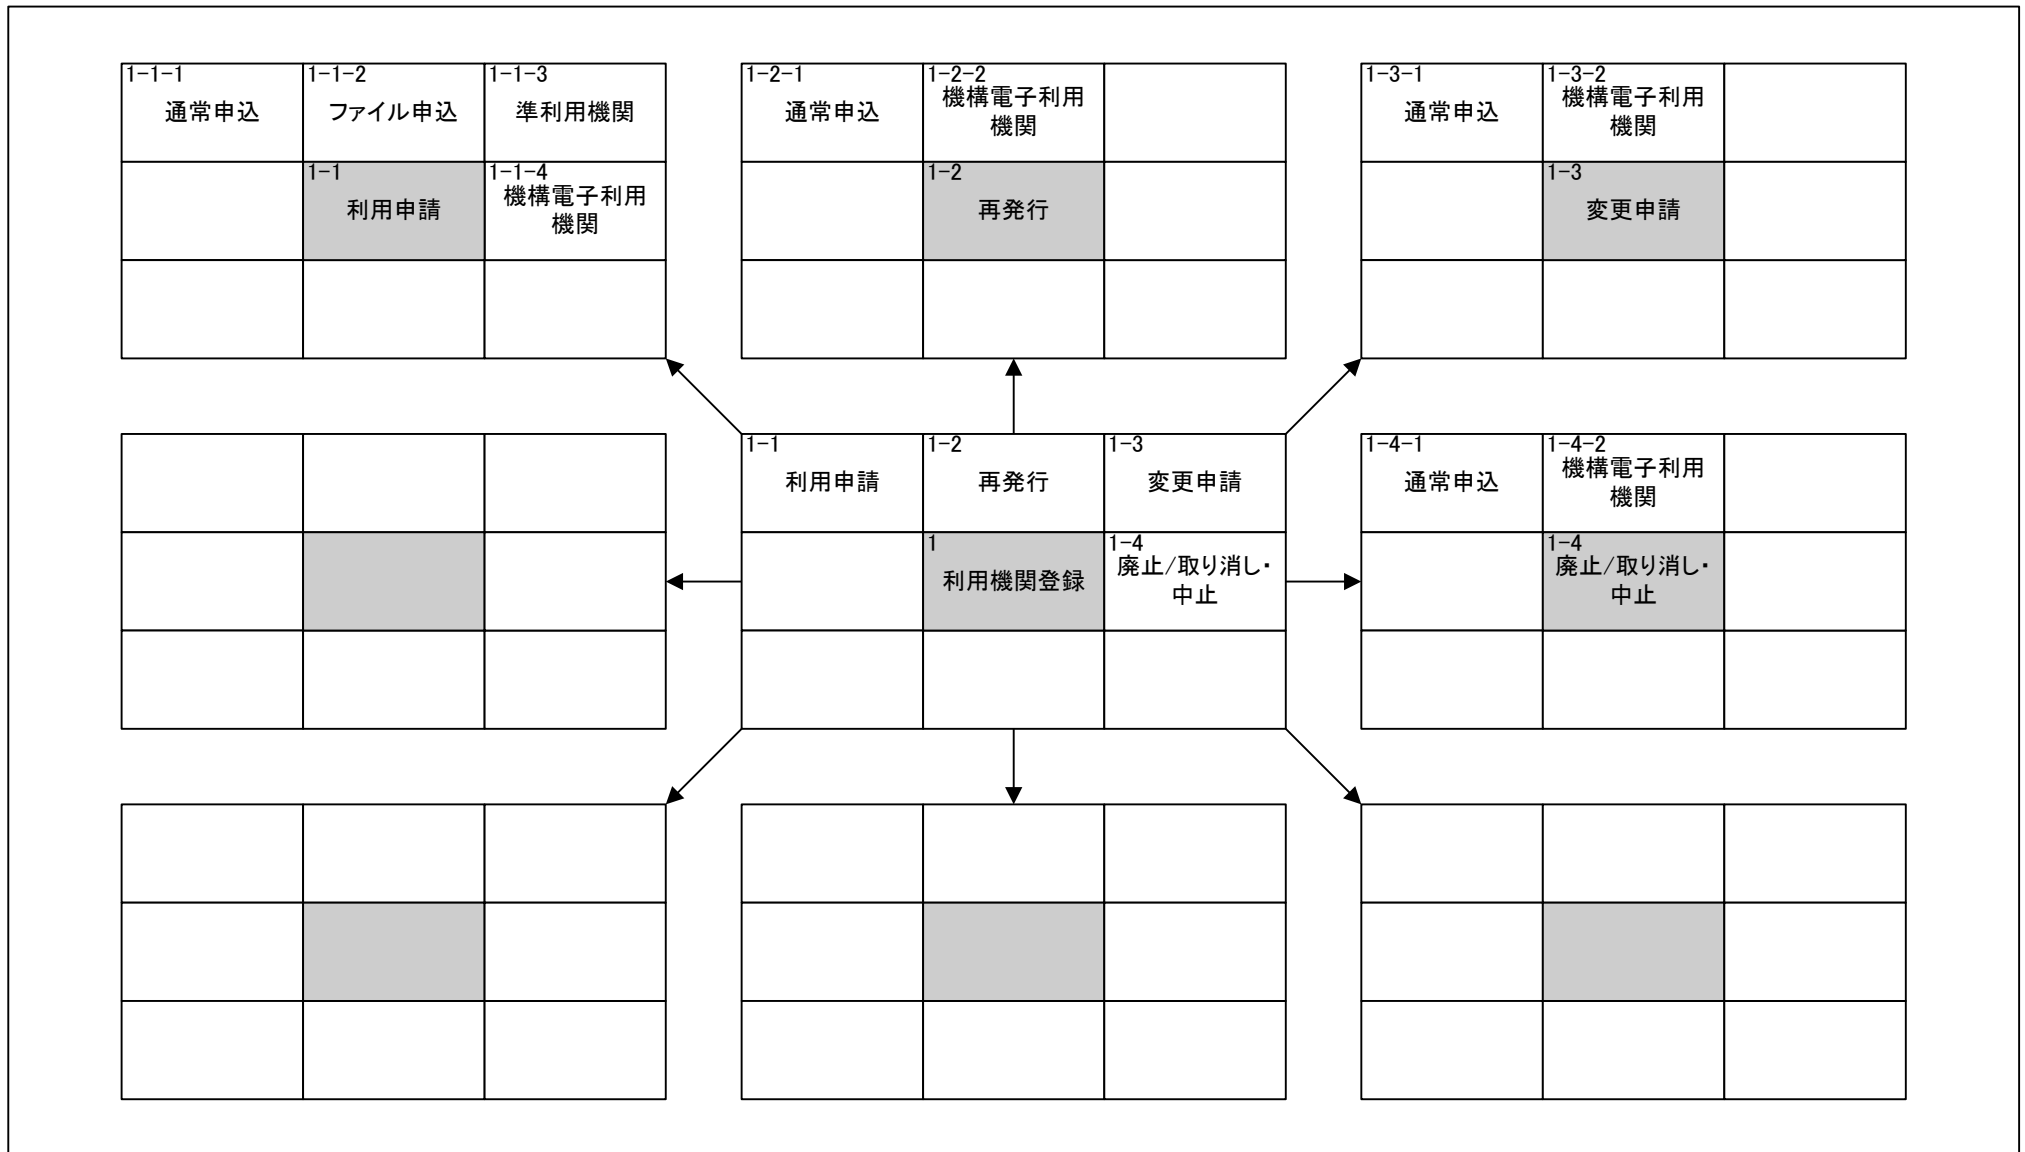 1-1-1
通常申込
1-1-2
ファイル申込
1-1-3
準利用機関
1-1
利用申請
1-1-4
機構電子利用
機関
1-2-1
通常申込
1-2-2
機構電子利用
機関
1-2
再発行
1-3-1
通常申込
1-3-2
機構電子利用
機関
1-3
変更申請
1-1
利用申請
1-2
再発行
1-3
変更申請
1
利用機関登録
1-4
廃止/取り消し・
中止
1-4-1
通常申込
1-4-2
機構電子利用
機関
1-4
廃止/取り消し・
中止